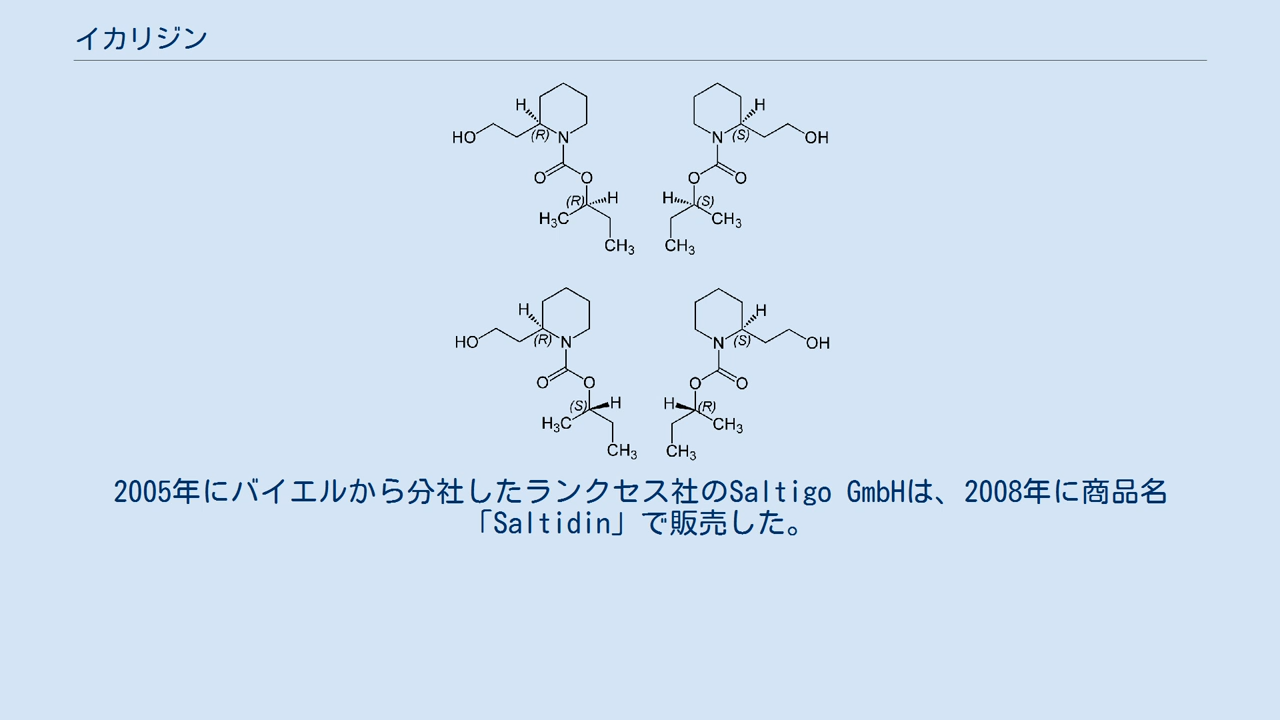 イカリジン
H H
HO (R) N N (S) OH
O O O O
(R) H H (S)
H₃C CH₃
CH₃ CH₃
H H
HO (R) N N (S) OH
O O O O
(S) H H (R)
H₃C CH₃
CH₃ CH₃
2005年にバイエルから分社したランクセス社のSaltigo GmbHは、2008年に商品名
「Saltidin」で販売した。